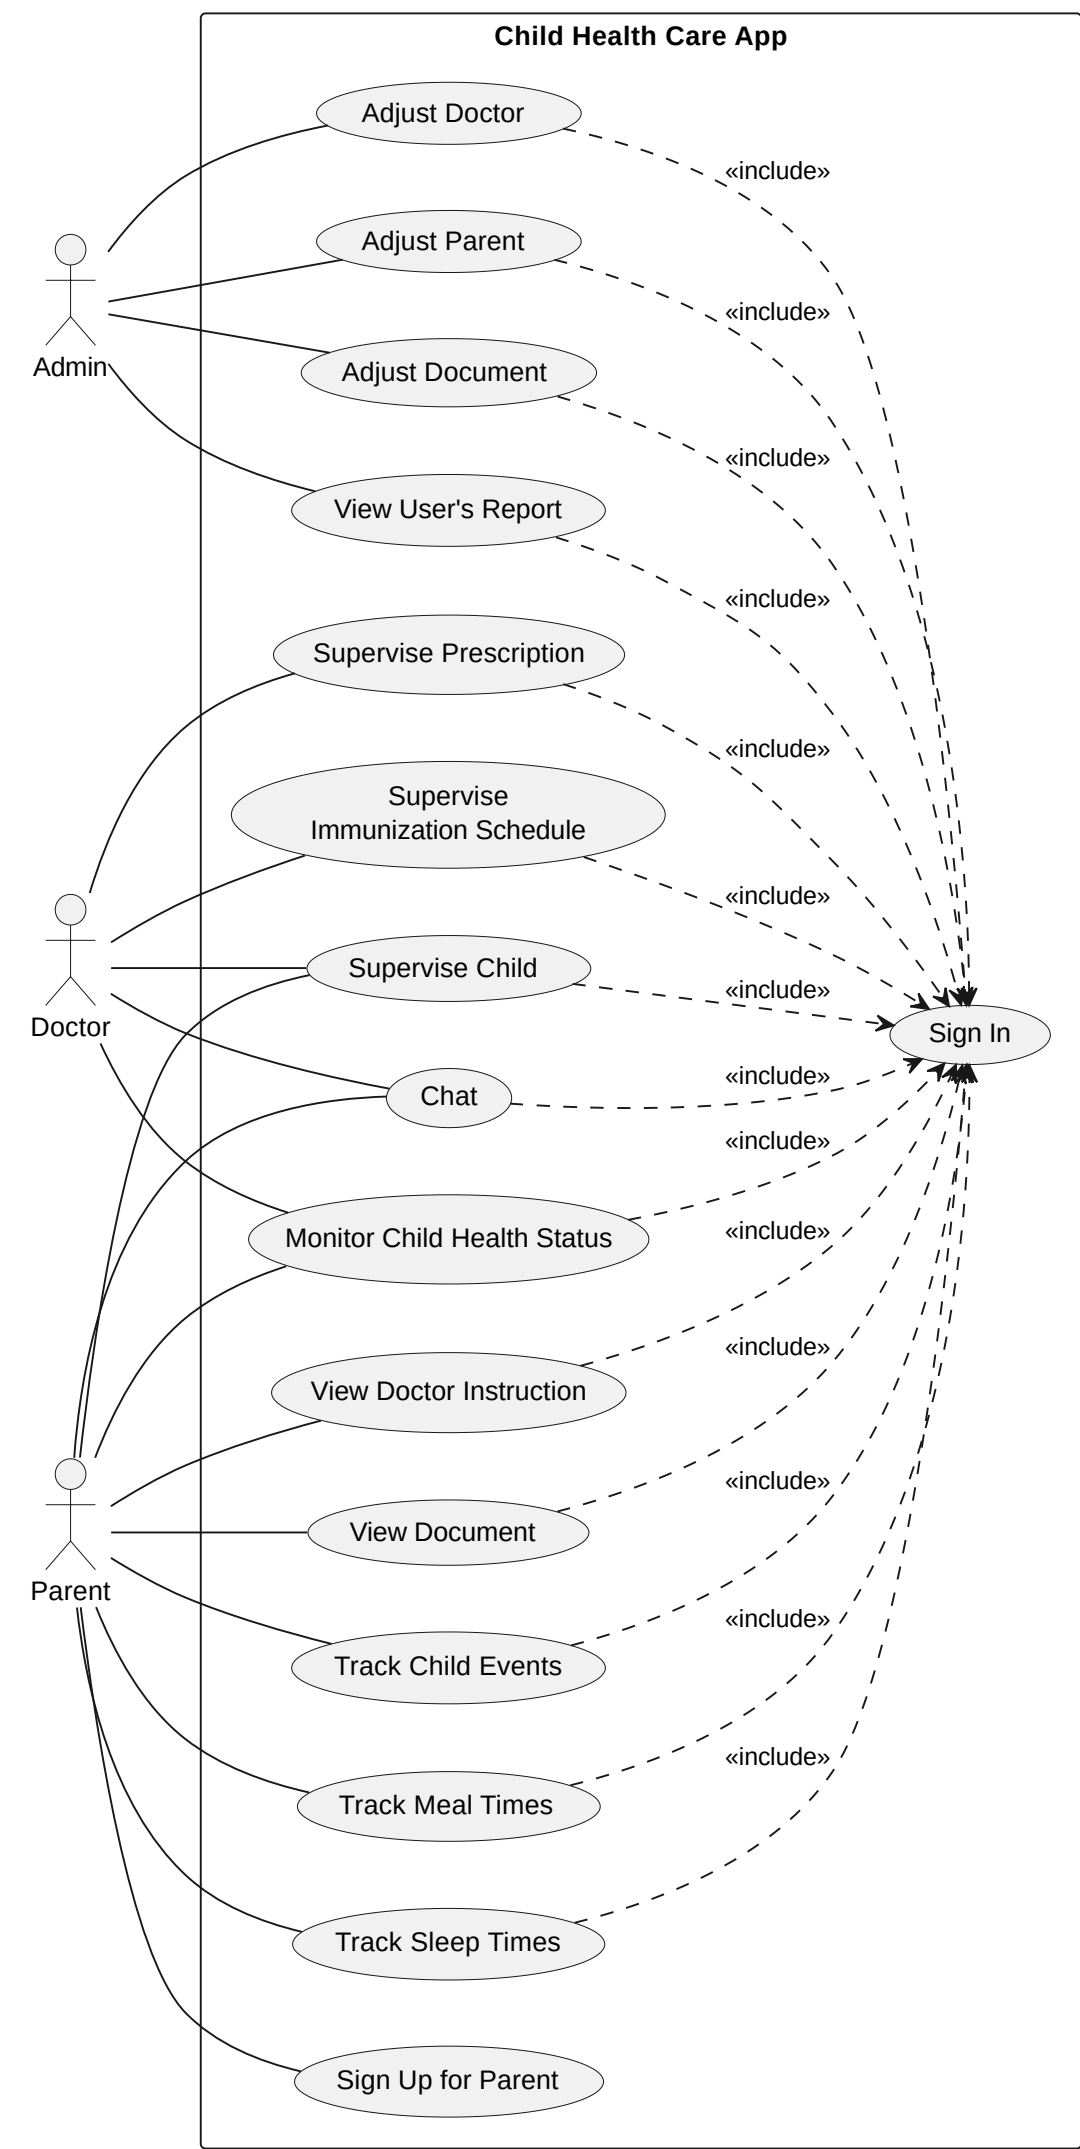 Child Health Care App
Adjust Doctor
«include»
Adjust Parent
«include»
Admin
Adjust Document
«include»
View User's Report
«include»
Supervise Prescription
«include»
Supervise
Immunization Schedule
«include»
Supervise Child
«include»
Doctor
Sign In
Chat
«include»
«include»
Monitor Child Health Status
«include»
«include»
View Doctor Instruction
«include»
View Document
Parent
«include»
Track Child Events
«include»
Track Meal Times
Track Sleep Times
Sign Up for Parent